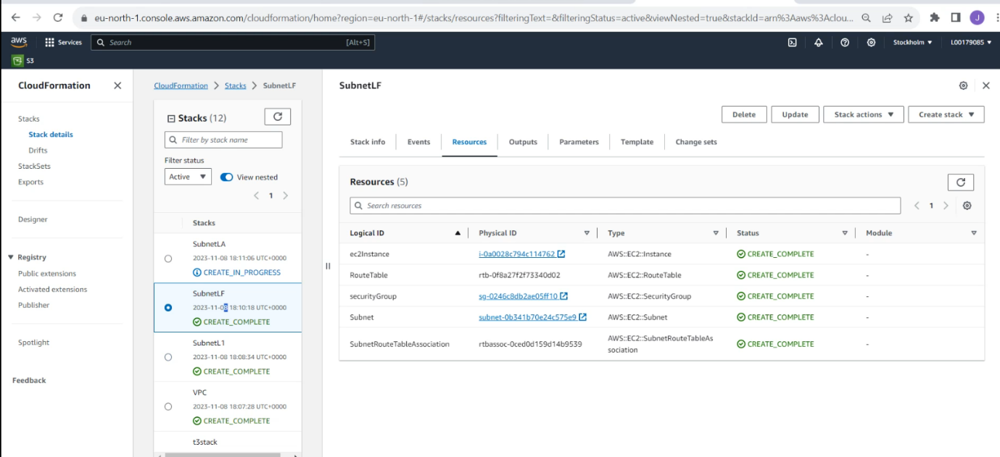 eu-north-1.console.aws.amazon.com/cloudformation/home?region=eu-north-1#/stacks/resources?filteringText=&filteringStatus=active&viewNested=true&stackId=arn%3Aaws%3Aclou...
J
aws
Services
Search
[Alt+S]
Stockholm
L00179085
S3
CloudFormation
Stacks
Stack details
Drifts
StackSets
Exports
Designer
Registry
Public extensions
Activated extensions
Publisher
Spotlight
Feedback
CloudFormation > Stacks > SubnetLF
Stacks (12)
Filter by stack name
Filter status
Active
View nested
1
Stacks
SubnetLA
2023-11-08 18:11:06 UTC+0000
CREATE_IN_PROGRESS
SubnetLF
2023-11-08 18:10:18 UTC+0000
CREATE_COMPLETE
SubnetL1
2023-11-08 18:08:34 UTC+0000
CREATE_COMPLETE
VPC
2023-11-08 18:07:28 UTC+0000
CREATE_COMPLETE
t3stack
SubnetLF
Delete
Update
Stack actions
Create stack
Stack info
Events
Resources
Outputs
Parameters
Template
Change sets
Resources (5)
Search resources
1
Logical ID Physical ID Type Status Module
ec2Instance i-0a0028c794c114762 AWS::EC2::Instance CREATE_COMPLETE -
RouteTable rtb-0f8a27f2f73340d02 AWS::EC2::RouteTable CREATE_COMPLETE -
securityGroup sg-0246c8db2ae05ff10 AWS::EC2::SecurityGroup CREATE_COMPLETE -
Subnet subnet-0b341b70e24c575e9 AWS::EC2::Subnet CREATE_COMPLETE -
SubnetRouteTableAssociation rtbassoc-0ced0d159d14b9539 AWS::EC2::SubnetRouteTableAs
sociation CREATE_COMPLETE -